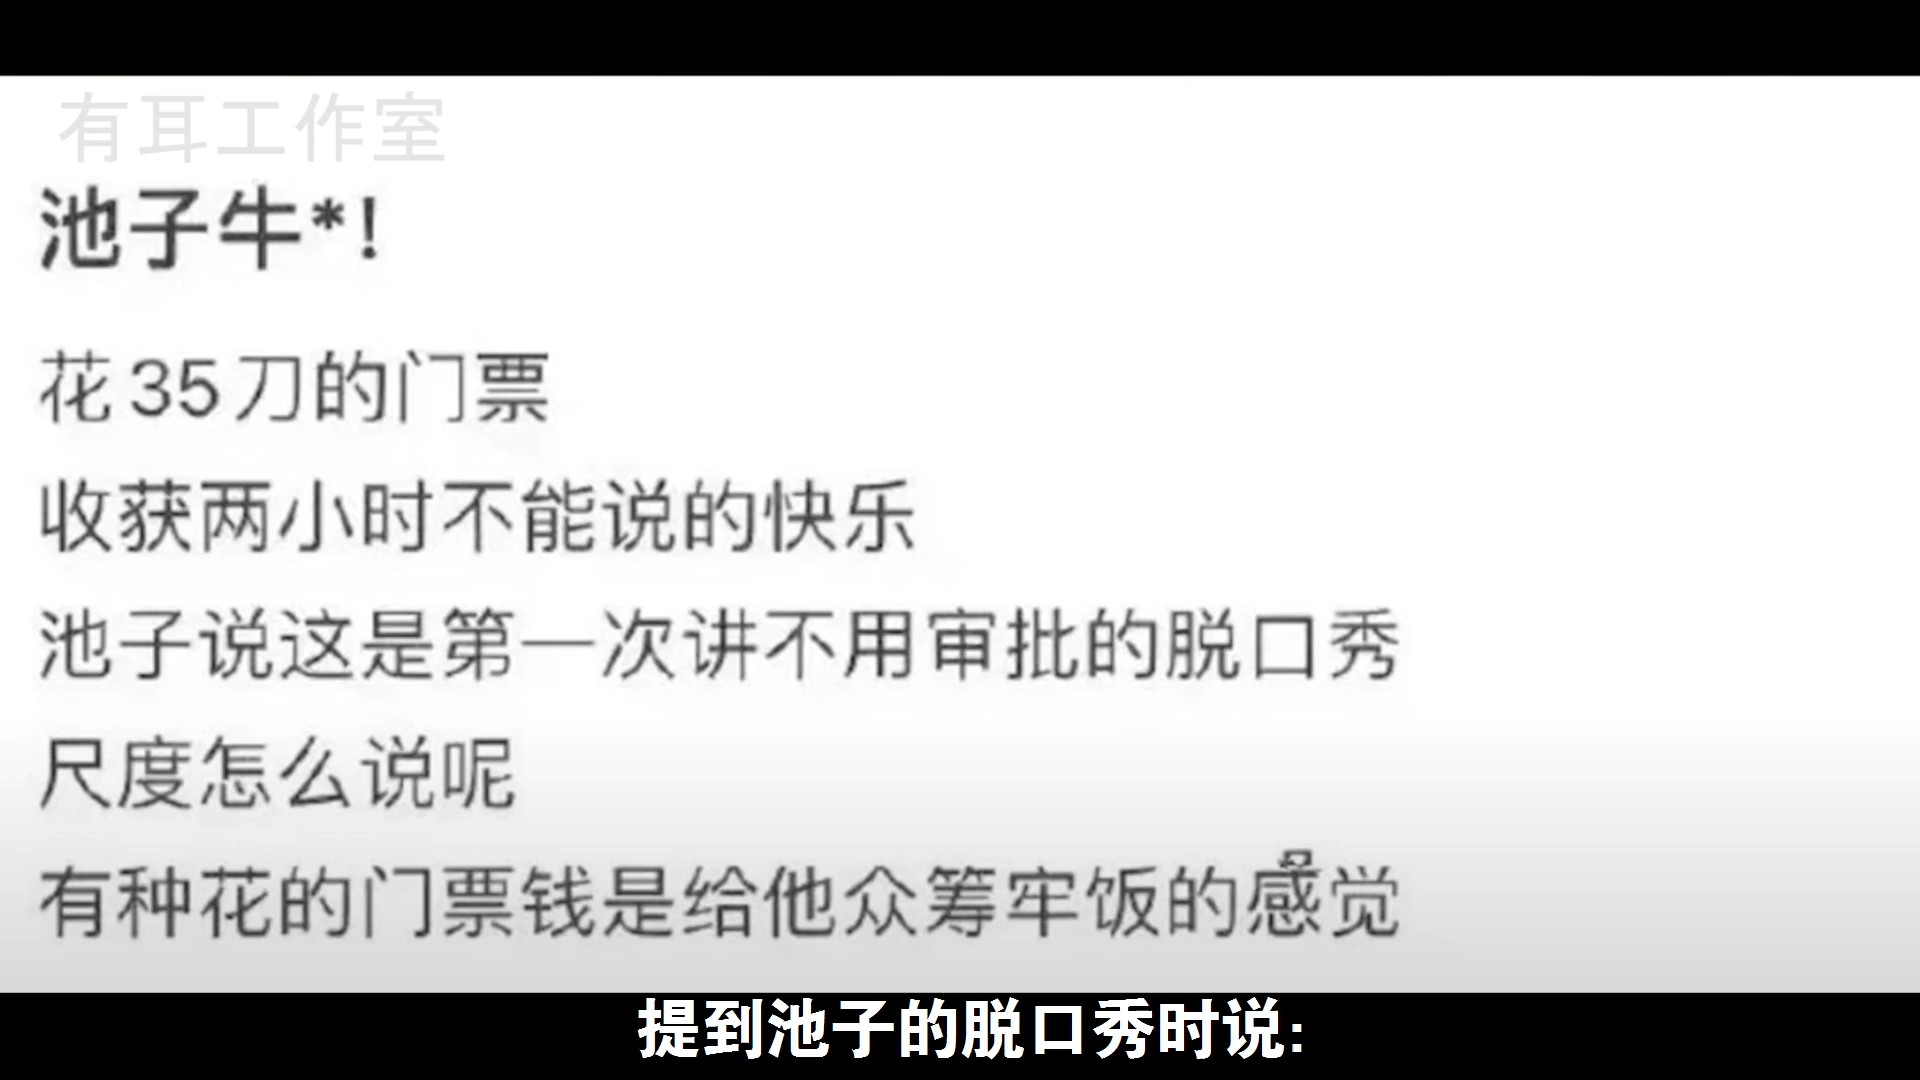 有耳工作室
池子牛*!
花35刀的门票
收获两小时不能说的快乐
池子说这是第一次讲不用审批的脱口秀
尺度怎么说呢
有种花的门票钱是给他众筹牢饭的感觉
提到池子的脱口秀时说: